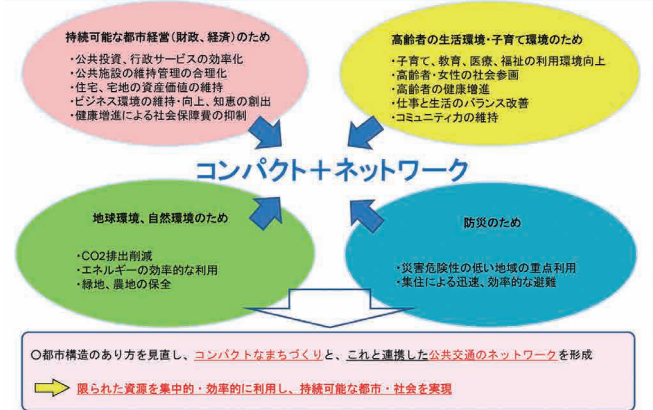 持続可能な都市経営(財政、経済)のため
・公共投資、行政サービスの効率化
・公共施設の維持管理の合理化
・住宅、宅地の資産価値の維持
・ビジネス環境の維持・向上、知恵の創出
・健康増進による社会保障費の抑制
高齢者の生活環境・子育て環境のため
・子育て、教育、医療、福祉の利用環境向上
・高齢者・女性の社会参画
・高齢者の健康増進
・仕事と生活のバランス改善
・コミュニティ力の維持
コンパクト＋ネットワーク
地球環境、自然環境のため
・CO2排出削減
・エネルギーの効率的な利用
・緑地、農地の保全
防災のため
・災害危険性の低い地域の重点利用
・集住による迅速、効率的な避難
〇都市構造のあり方を見直し、コンパクトなまちづくりと、これと連携した公共交通のネットワークを形成
限られた資源を集中的・効率的に利用し、持続可能な都市・社会を実現